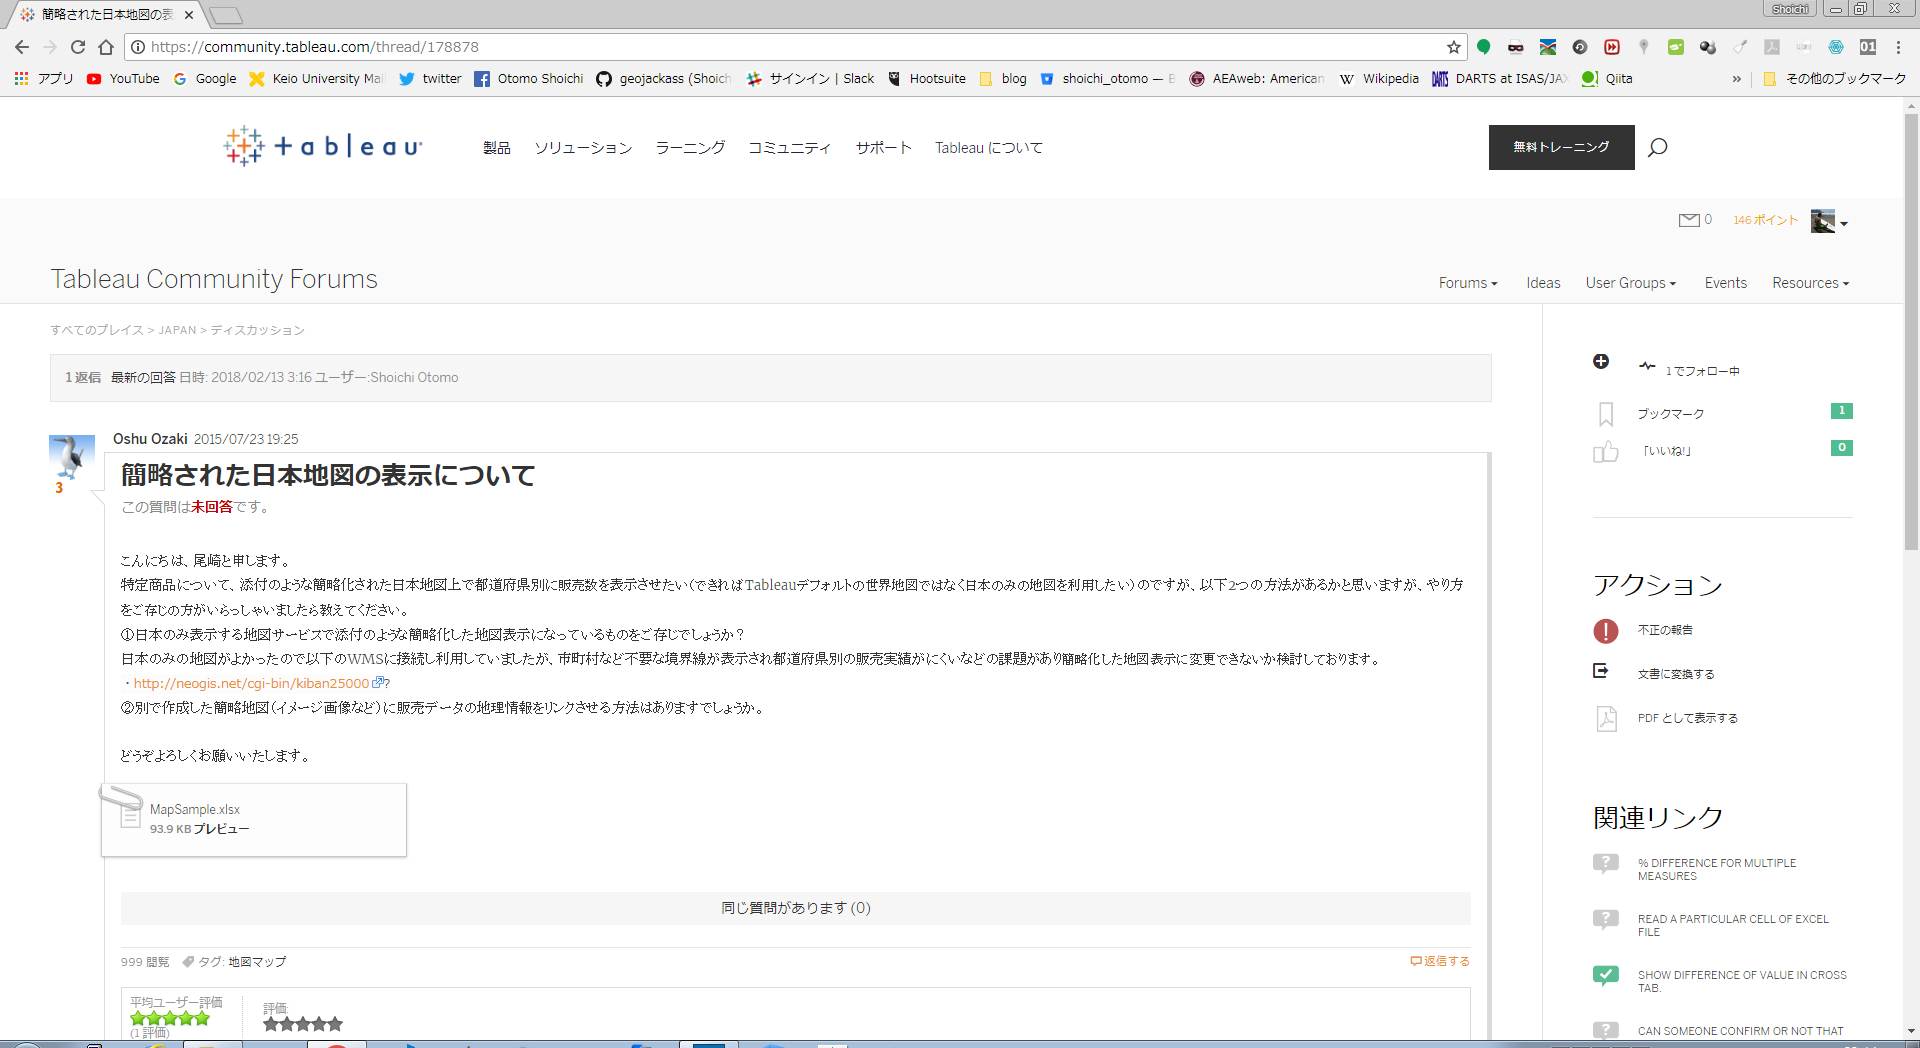 簡略された日本地図の表
Shoichi
https://community.tableau.com/thread/178878
01
アプリ YouTube Google Keio University Mai twitter Otomo Shoichi geojackass (Shoich サインイン | Slack Hootsuite blog shoichi_otomo — B AEAweb: American Wikipedia DARTS at ISAS/JAX Qiita » その他のブックマーク
tableau 製品 ソリューション ラーニング コミュニティ サポート Tableau について 無料トレーニング
0 146 ポイント
Tableau Community Forums
Forums Ideas User Groups Events Resources
すべてのプレイス > JAPAN > ディスカッション
1 返信 最新の回答 日時: 2018/02/13 3:16 ユーザー:Shoichi Otomo
Oshu Ozaki 2015/07/23 19:25
3
簡略された日本地図の表示について
この質問は未回答です。
こんにちは、尾崎と申します。
特定商品について、添付のような簡略化された日本地図上で都道府県別に販売数を表示させたい（できればTableauデフォルトの世界地図ではなく日本のみの地図を利用したい）のですが、以下2つの方法があるかと思いますが、やり方
をご存じの方がいらっしゃいましたら教えてください。
①日本のみ表示する地図サービスで添付のような簡略化した地図表示になっているものをご存じでしょうか？
日本のみの地図がよかったので以下のWMSに接続し利用していましたが、市町村など不要な境界線が表示され都道府県別の販売実績がにくいなどの課題があり簡略化した地図表示に変更できないか検討しております。
・http://neogis.net/cgi-bin/kiban25000?
②別で作成した簡略地図（イメージ画像など）に販売データの地理情報をリンクさせる方法はありますでしょうか。
どうぞよろしくお願いいたします。
MapSample.xlsx
93.9 KB プレビュー
同じ質問があります (0)
999 閲覧 タグ: 地図マップ 返信する
平均ユーザー評価
(1 評価)
評価:
1 でフォロー中
ブックマーク 1
「いいね!」 0
アクション
不正の報告
文書に変換する
PDF として表示する
関連リンク
% DIFFERENCE FOR MULTIPLE
MEASURES
READ A PARTICULAR CELL OF EXCEL
FILE
SHOW DIFFERENCE OF VALUE IN CROSS
TAB.
CAN SOMEONE CONFIRM OR NOT THAT